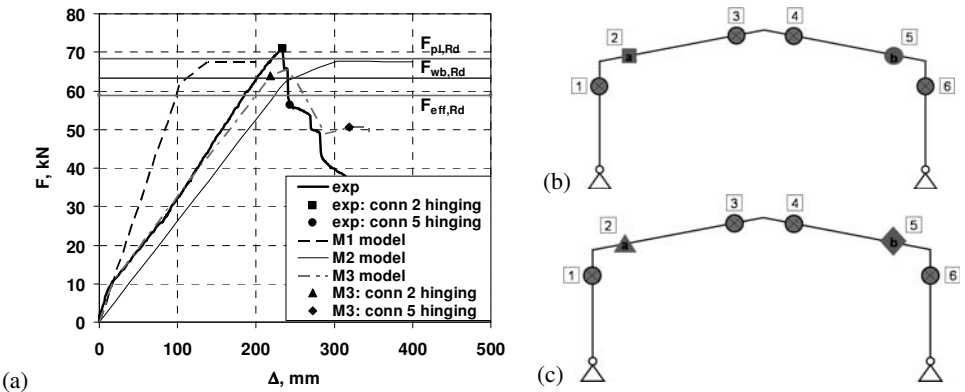 F, kN
80
70
60
50
40
30
20
10
0
0 100 200 300 400 500
Δ, mm
F_pl,Rd
F_wb,Rd
F_eff,Rd
exp
exp: conn 2 hinging
exp: conn 5 hinging
M1 model
M2 model
M3 model
M3: conn 2 hinging
M3: conn 5 hinging
(a)
1 2 3 4 5 6
a b
(b)
1 2 3 4 5 6
a b
(c)